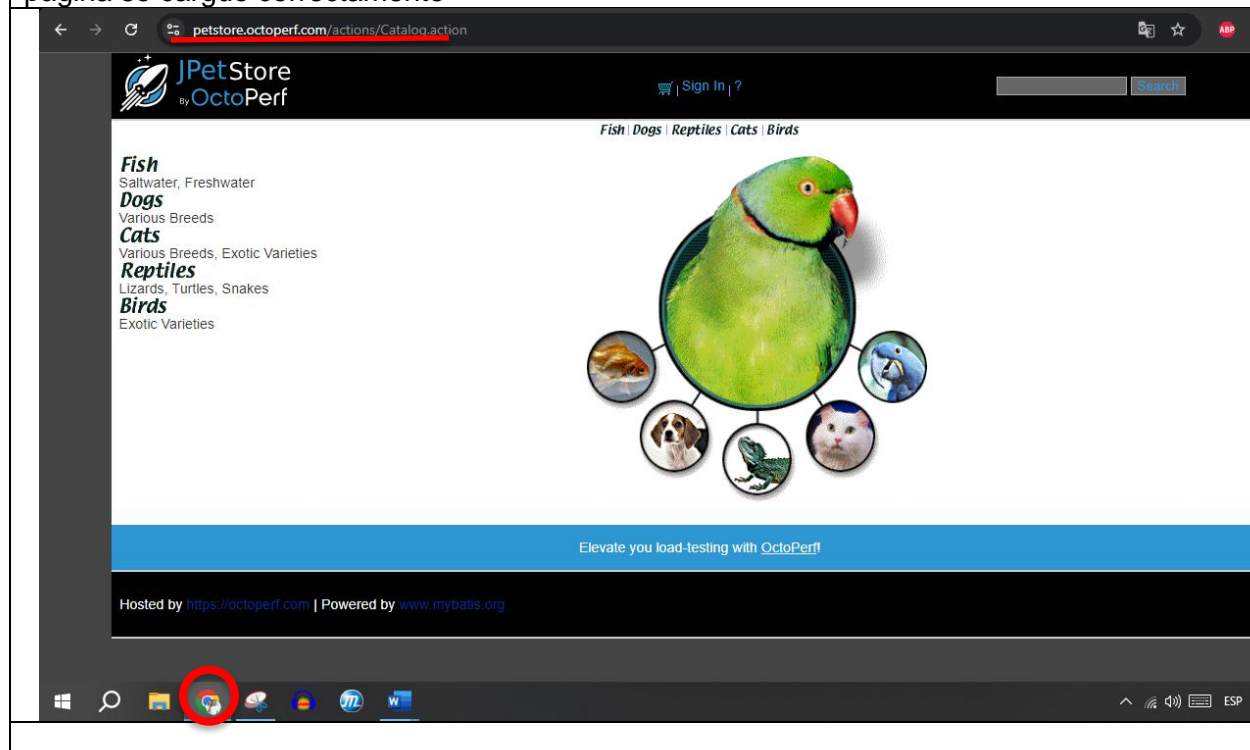 página se cargue correctamente
petstore.octoperf.com/actions/Catalog.action
ABP
JPetStore
By OctoPerf
| Sign In | ?
Search
Fish | Dogs | Reptiles | Cats | Birds
Fish
Saltwater, Freshwater
Dogs
Various Breeds
Cats
Various Breeds, Exotic Varieties
Reptiles
Lizards, Turtles, Snakes
Birds
Exotic Varieties
Elevate you load-testing with OctoPerf!
Hosted by https://octoperf.com | Powered by www.mybatis.org
ESP